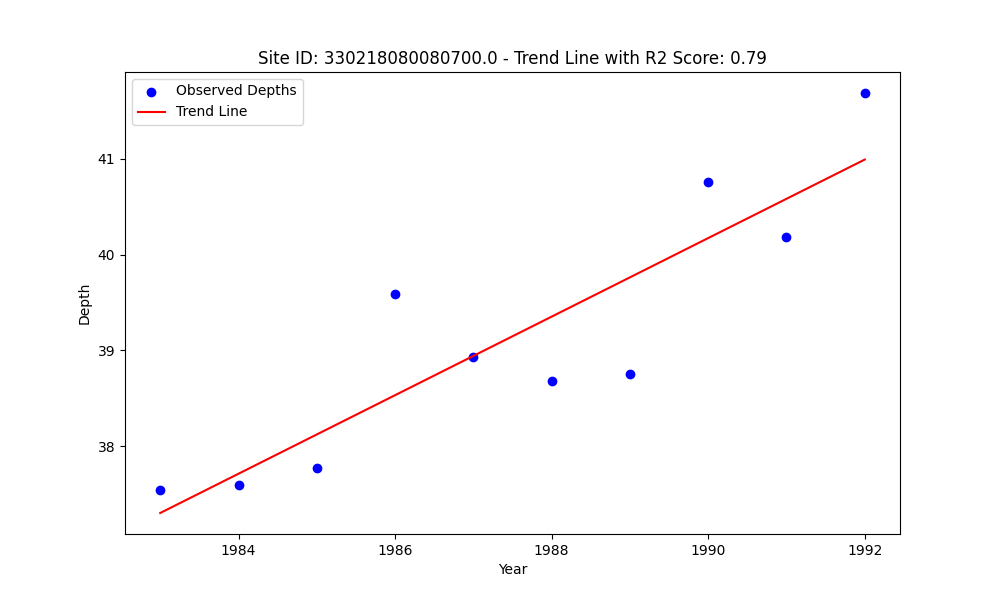 Site ID: 330218080080700.0 - Trend Line with R2 Score: 0.79
Observed Depths
Trend Line
41
40
39
38
Depth
1984
1986
1988
1990
1992
Year